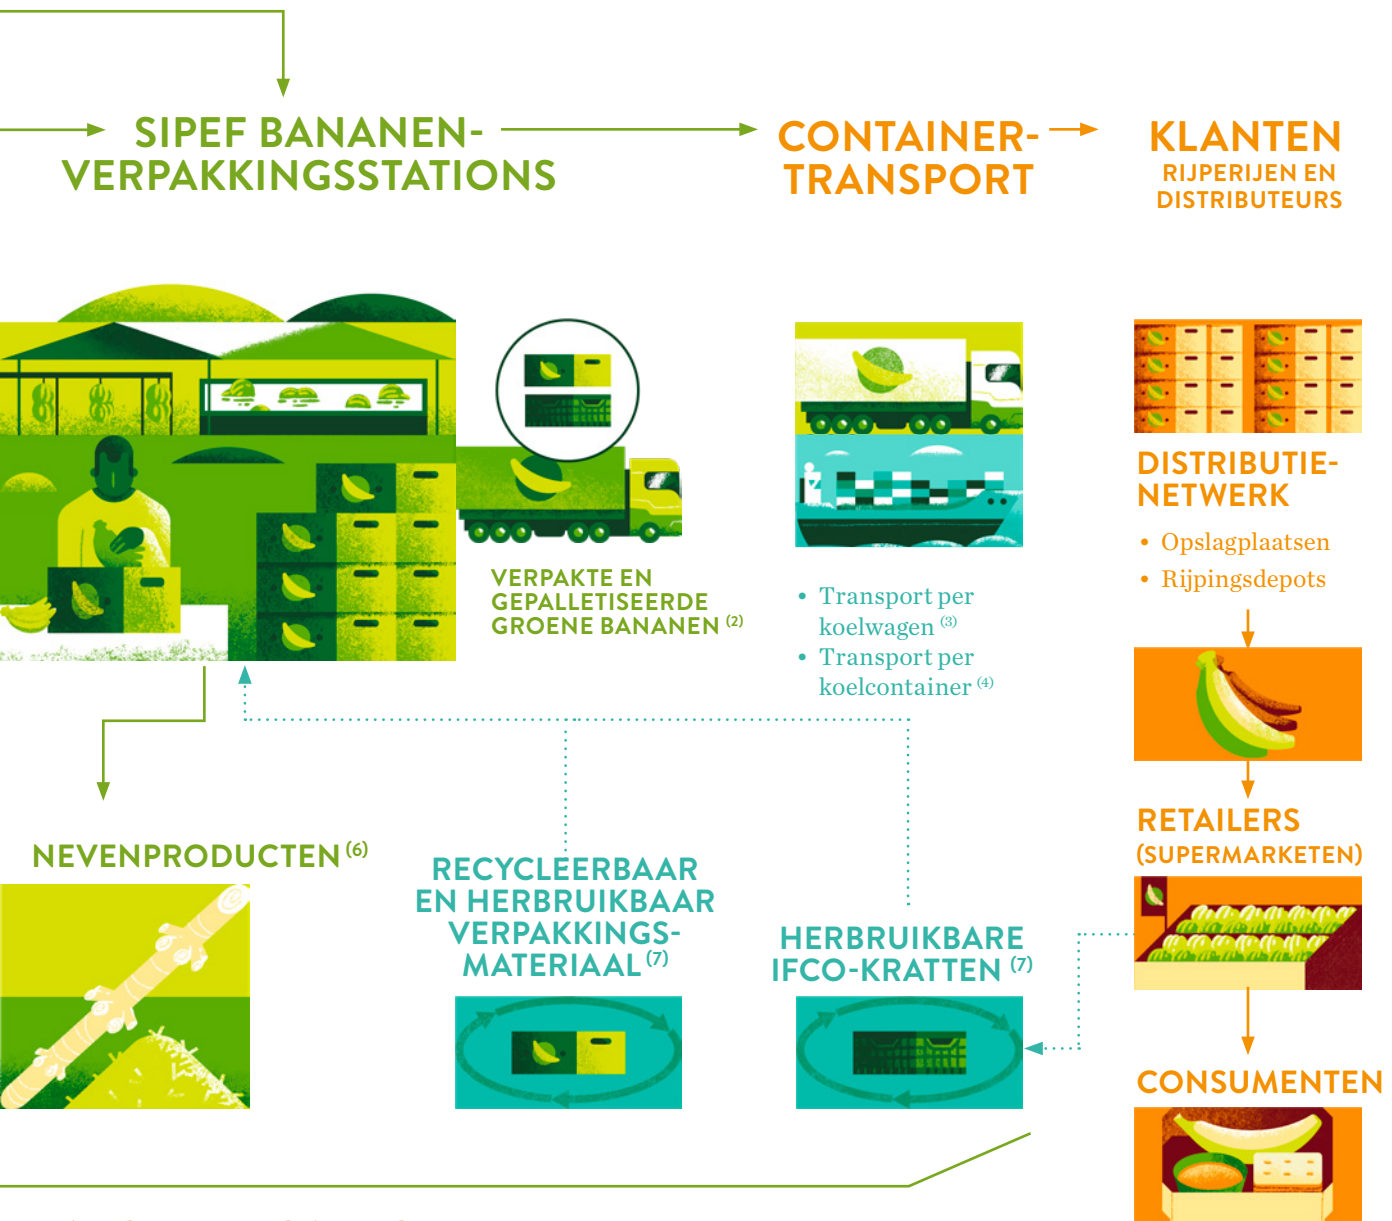 SIPEF BANANEN-
VERPAKKINGSSTATIONS
CONTAINER-
TRANSPORT
KLANTEN
RIJPERIJEN EN
DISTRIBUTEURS
VERPAKTE EN
GEPALLETISEERDE
GROENE BANANEN (2)
• Transport per
koelwagen (3)
• Transport per
koelcontainer (4)
DISTRIBUTIE-
NETWERK
• Opslagplaatsen
• Rijpingsdepots
RETAILERS
(SUPERMARKETEN)
NEVENPRODUCTEN (6)
RECYCLEERBAAR
EN HERBRUIKBAAR
VERPAKKINGS-
MATERIAAL (7)
HERBRUIKBARE
IFCO-KRATTEN (7)
CONSUMENTEN